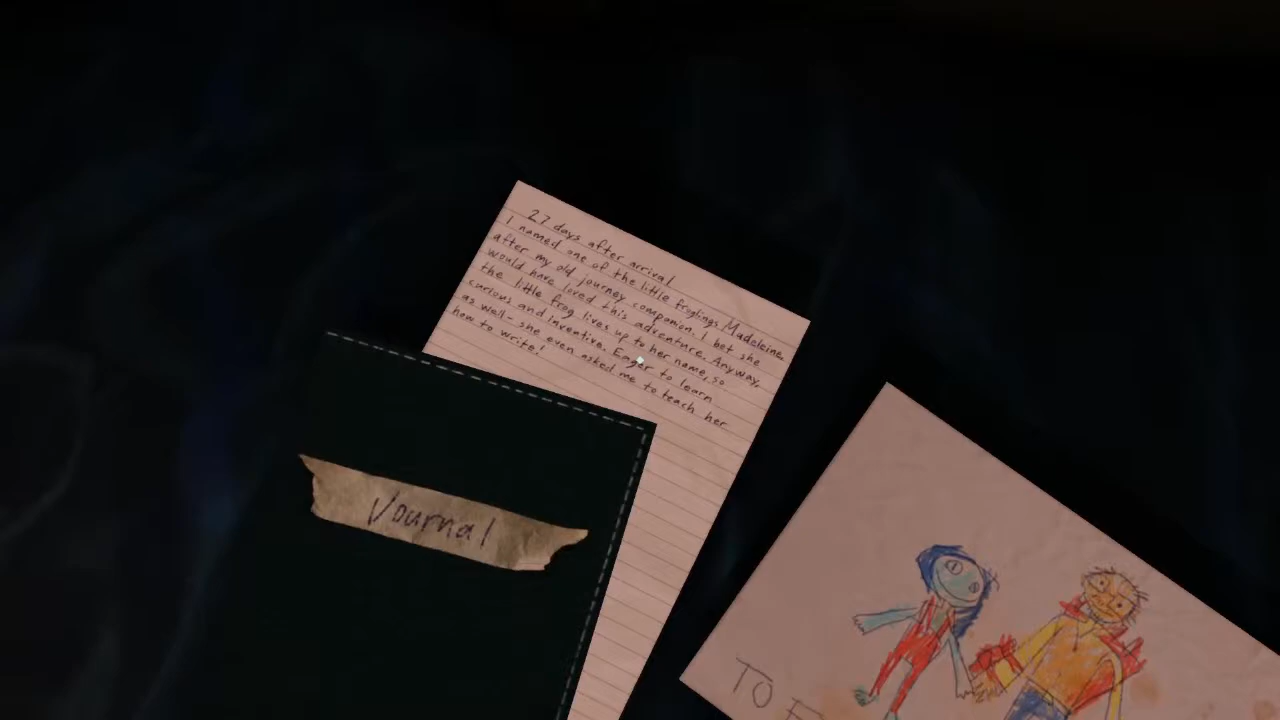 27 days after arrival
I named one of the little froglings Madeleine
after my old journey companion. I bet she
would have loved this adventure. Anyway,
the little frog lives up to her name, so
curious and inventive. Eager to learn
as well- she even asked me to teach her
how to write!
Journal
TO